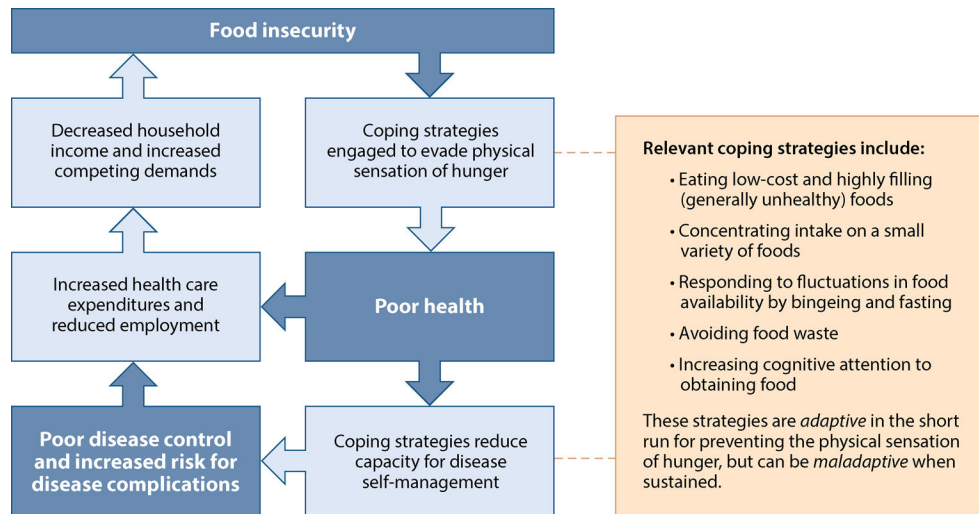 Food insecurity
Decreased household
income and increased
competing demands
Coping strategies
engaged to evade physical
sensation of hunger
Increased health care
expenditures and
reduced employment
Poor health
Poor disease control
and increased risk for
disease complications
Coping strategies reduce
capacity for disease
self-management
Relevant coping strategies include:
• Eating low-cost and highly filling
(generally unhealthy) foods
• Concentrating intake on a small
variety of foods
• Responding to fluctuations in food
availability by bingeing and fasting
• Avoiding food waste
• Increasing cognitive attention to
obtaining food
These strategies are adaptive in the short
run for preventing the physical sensation
of hunger, but can be maladaptive when
sustained.